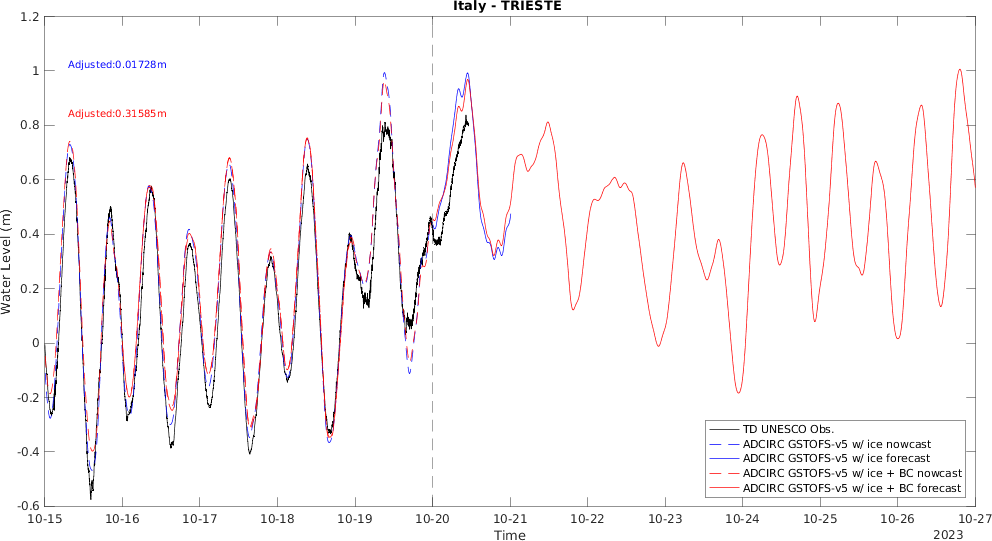 Italy - TRIESTE
1.2
1
0.8
0.6
0.4
0.2
0
-0.2
-0.4
-0.6
Water Level (m)
Adjusted:0.01728m
Adjusted:0.31585m
TD UNESCO Obs.
ADCIRC GSTOFS-v5 w/ ice nowcast
ADCIRC GSTOFS-v5 w/ ice forecast
ADCIRC GSTOFS-v5 w/ ice + BC nowcast
ADCIRC GSTOFS-v5 w/ ice + BC forecast
10-15 10-16 10-17 10-18 10-19 10-20 10-21 10-22 10-23 10-24 10-25 10-26 10-27
Time
2023